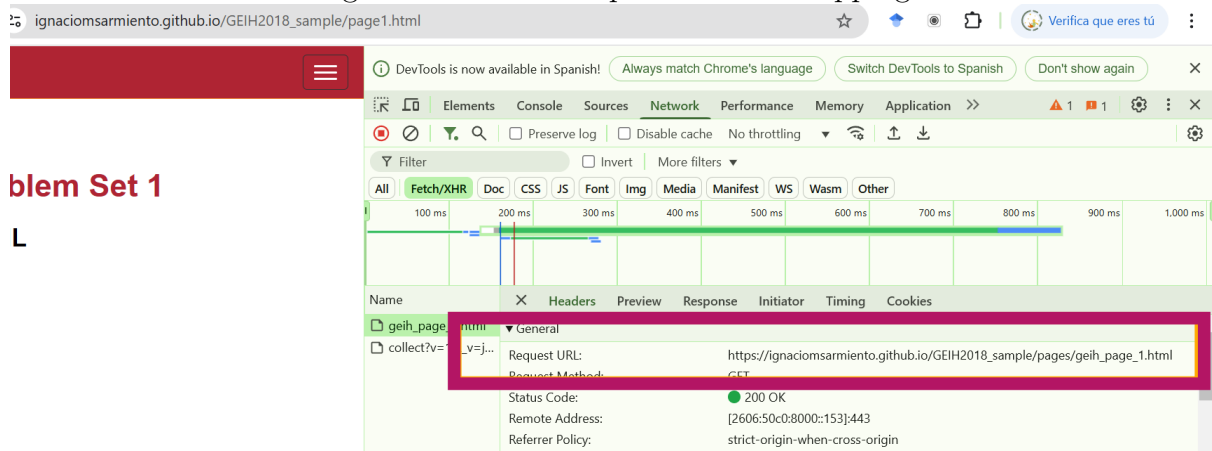 ignaciomsarmiento.github.io/GEIH2018_sample/page1.html
Verifica que eres tú
DevTools is now available in Spanish! Always match Chrome's language Switch DevTools to Spanish Don't show again
Elements Console Sources Network Performance Memory Application 1 1
Preserve log Disable cache No throttling
Filter Invert More filters
All Fetch/XHR Doc CSS JS Font Img Media Manifest WS Wasm Other
100 ms 200 ms 300 ms 400 ms 500 ms 600 ms 700 ms 800 ms 900 ms 1,000 ms
blem Set 1
L
Name Headers Preview Response Initiator Timing Cookies
geih_page_ html General
collect?v=1 _v=j...
Request URL: https://ignaciomsarmiento.github.io/GEIH2018_sample/pages/geih_page_1.html
Request Method: GET
Status Code: 200 OK
Remote Address: [2606:50c0:8000::153]:443
Referrer Policy: strict-origin-when-cross-origin